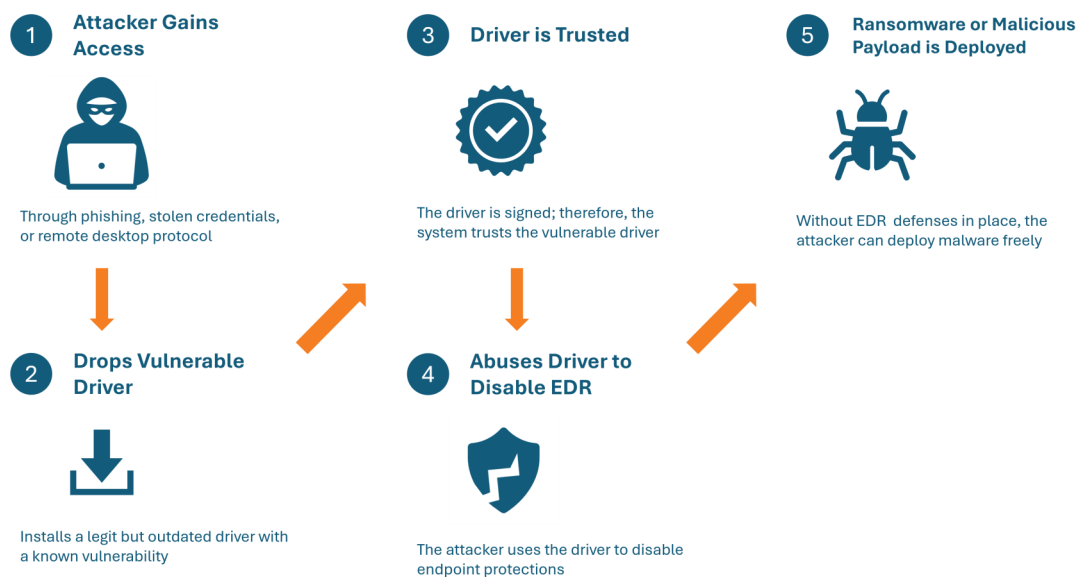 1
Attacker Gains
Access
Through phishing, stolen credentials,
or remote desktop protocol
2
Drops Vulnerable
Driver
Installs a legit but outdated driver with
a known vulnerability
3
Driver is Trusted
The driver is signed; therefore, the
system trusts the vulnerable driver
4
Abuses Driver to
Disable EDR
The attacker uses the driver to disable
endpoint protections
5
Ransomware or Malicious
Payload is Deployed
Without EDR defenses in place, the
attacker can deploy malware freely